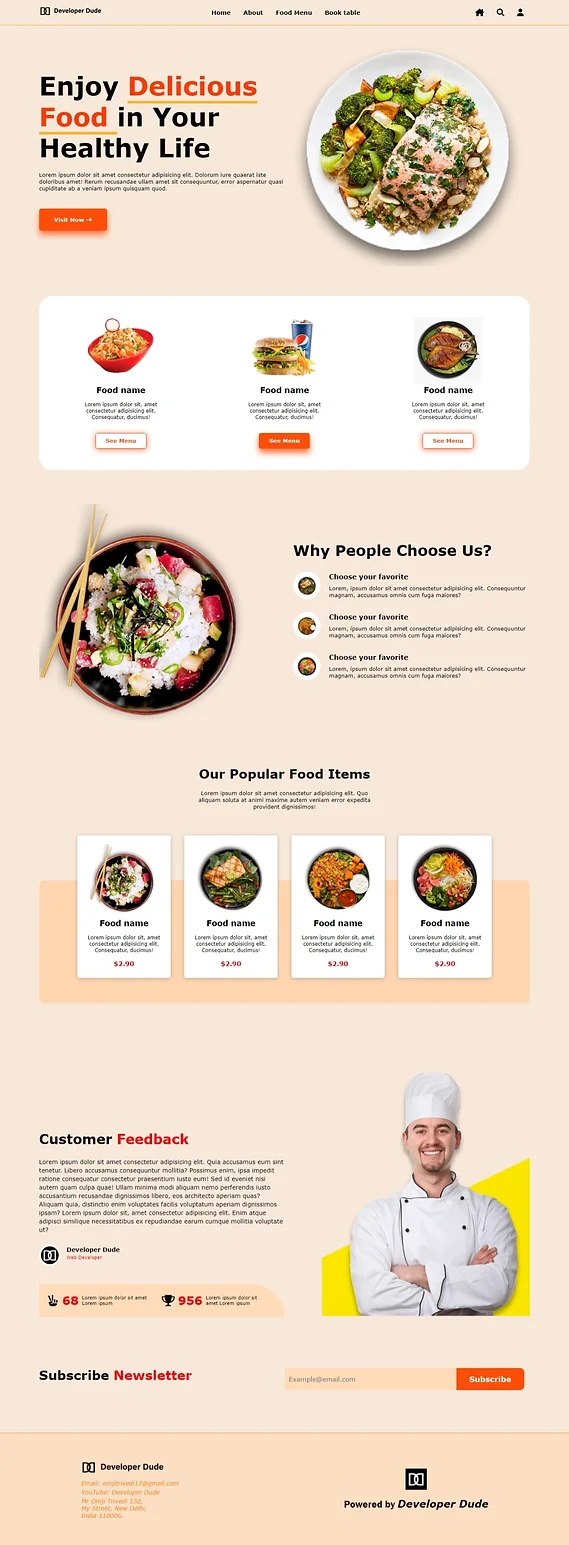 Developer Dude
Home About Food Menu Book table
Enjoy Delicious
Food in Your
Healthy Life
Lorem ipsum dolor sit amet consectetur adipisicing elit. Dolorum iure quaerat iste
doloribus amet! Rerum recusandae ullam amet sit consequuntur, error aspernatur quasi
cupiditate ab a veniam ipsum quisquam quod.
Visit Now →
Food name
Lorem ipsum dolor sit, amet
consectetur adipisicing elit.
Consequatur, ducimus!
See Menu
Food name
Lorem ipsum dolor sit, amet
consectetur adipisicing elit.
Consequatur, ducimus!
See Menu
Food name
Lorem ipsum dolor sit, amet
consectetur adipisicing elit.
Consequatur, ducimus!
See Menu
Why People Choose Us?
Choose your favorite
Lorem, ipsum dolor sit amet consectetur adipisicing elit. Consequuntur
magnam, accusamus omnis cum fuga maiores?
Choose your favorite
Lorem, ipsum dolor sit amet consectetur adipisicing elit. Consequuntur
magnam, accusamus omnis cum fuga maiores?
Choose your favorite
Lorem, ipsum dolor sit amet consectetur adipisicing elit. Consequuntur
magnam, accusamus omnis cum fuga maiores?
Our Popular Food Items
Lorem ipsum dolor sit amet consectetur adipisicing elit. Quo
aliquam soluta at animi maxime autem veniam error expedita
provident dignissimos!
Food name
Lorem ipsum dolor sit, amet
consectetur adipisicing elit.
Consequatur, ducimus!
$2.90
Food name
Lorem ipsum dolor sit, amet
consectetur adipisicing elit.
Consequatur, ducimus!
$2.90
Food name
Lorem ipsum dolor sit, amet
consectetur adipisicing elit.
Consequatur, ducimus!
$2.90
Food name
Lorem ipsum dolor sit, amet
consectetur adipisicing elit.
Consequatur, ducimus!
$2.90
Customer Feedback
Lorem ipsum dolor sit amet consectetur adipisicing elit. Quia accusamus eum sint
tenetur. Libero accusamus consequuntur mollitia? Possimus enim, ipsa impedit
ratione consequatur consectetur praesentium iusto eum! Sed id eveniet nisi
autem quam culpa quae! Ullam minima modi aliquam nemo perferendis iusto
accusantium recusandae dignissimos libero, eos architecto aperiam quas?
Aliquam quia, distinctio enim voluptates facilis voluptatum aperiam dignissimos
ipsam? Lorem ipsum dolor sit, amet consectetur adipisicing elit. Enim atque
adipisci similique necessitatibus ex repudiandae earum cumque mollitia voluptate
ut?
Developer Dude
Web Developer
68 Lorem ipsum dolor sit amet
Lorem ipsum
956 Lorem ipsum dolor sit
amet Lorem ipsum
Subscribe Newsletter
Example@email.com
Subscribe
Developer Dude
Email: omjitrivedi17@gmail.com
YouTube: Developer Dude
Mr Omji Trivedi 132,
My Street, New Delhi,
India 110006.
Powered by Developer Dude